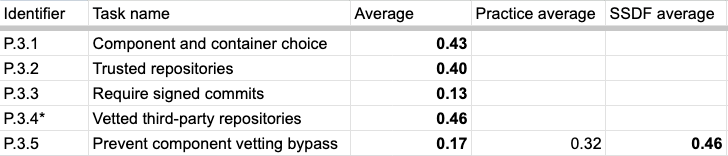 Identifier Task name Average Practice average SSDF average
P.3.1 Component and container choice 0.43
P.3.2 Trusted repositories 0.40
P.3.3 Require signed commits 0.13
P.3.4* Vetted third-party repositories 0.46
P.3.5 Prevent component vetting bypass 0.17 0.32 0.46